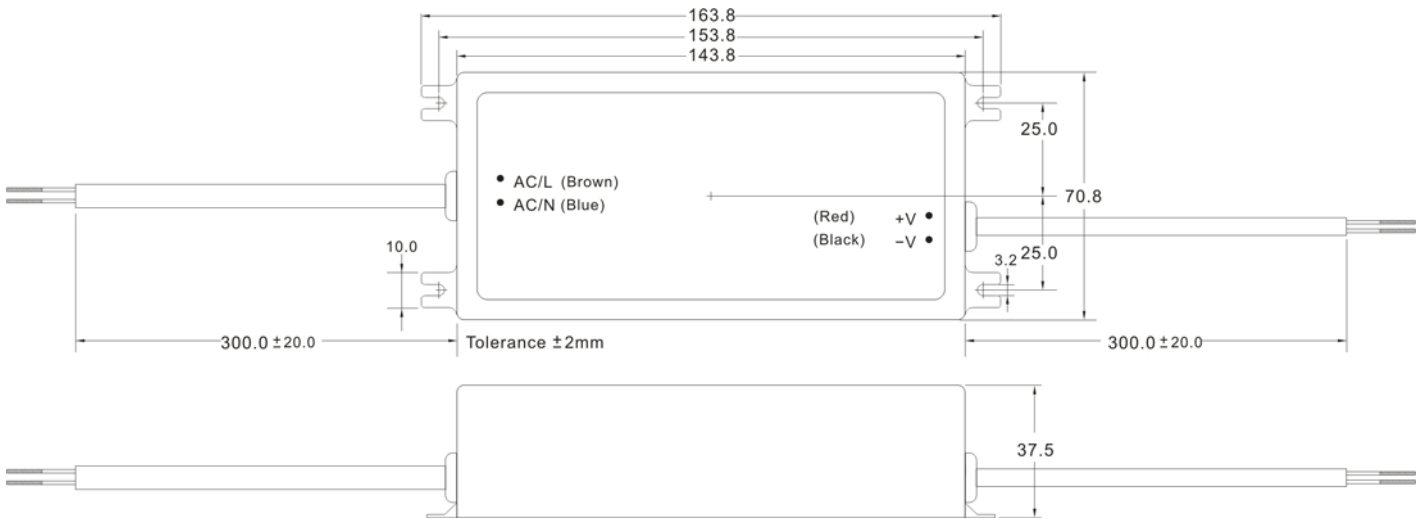 163.8
153.8
143.8
25.0
AC/L (Brown)
AC/N (Blue)
70.8
(Red) +V
(Black) −V
10.0
3.2
25.0
300.0 ±20.0
Tolerance ±2mm
300.0 ±20.0
37.5